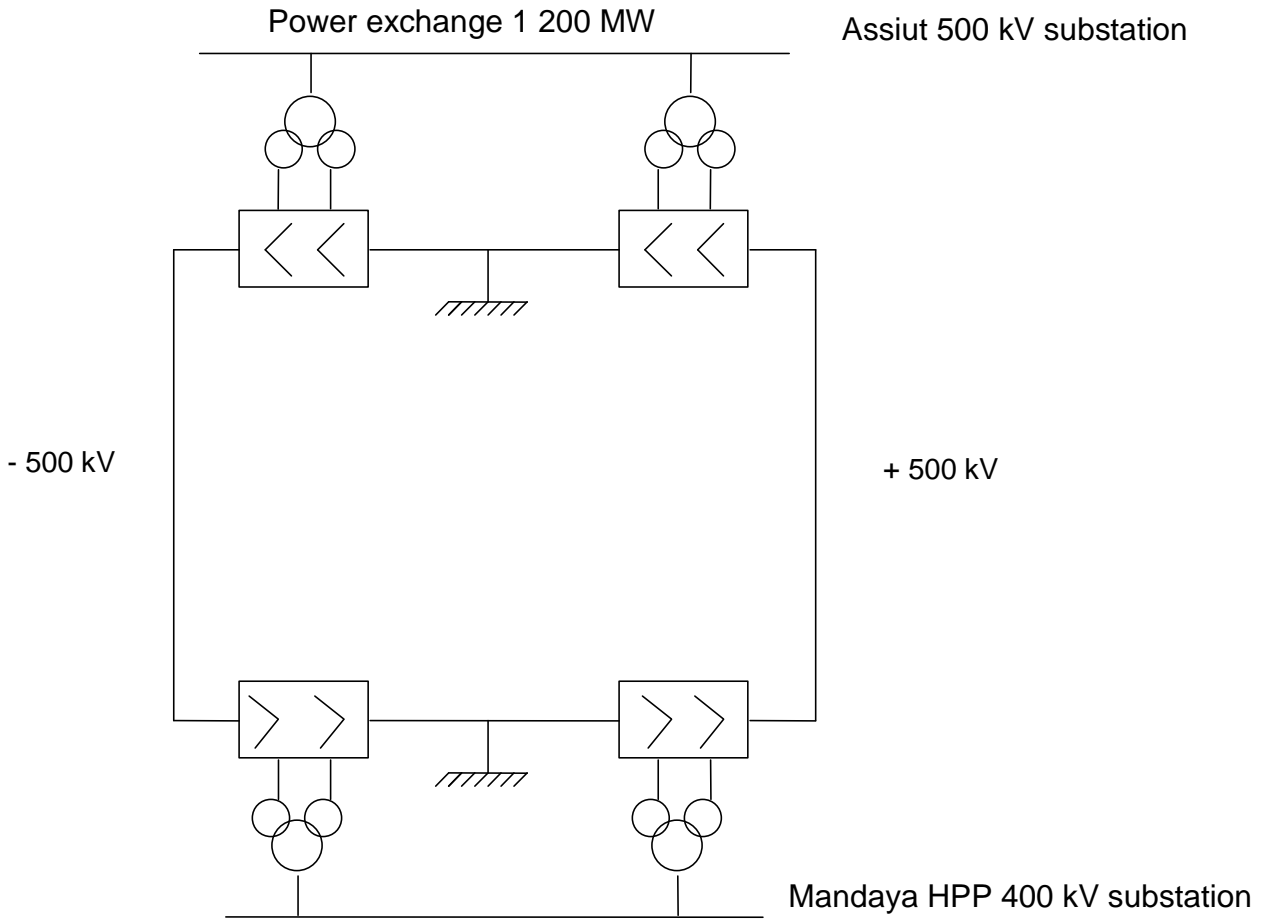 Power exchange 1 200 MW
Assiut 500 kV substation
- 500 kV
+ 500 kV
Mandaya HPP 400 kV substation